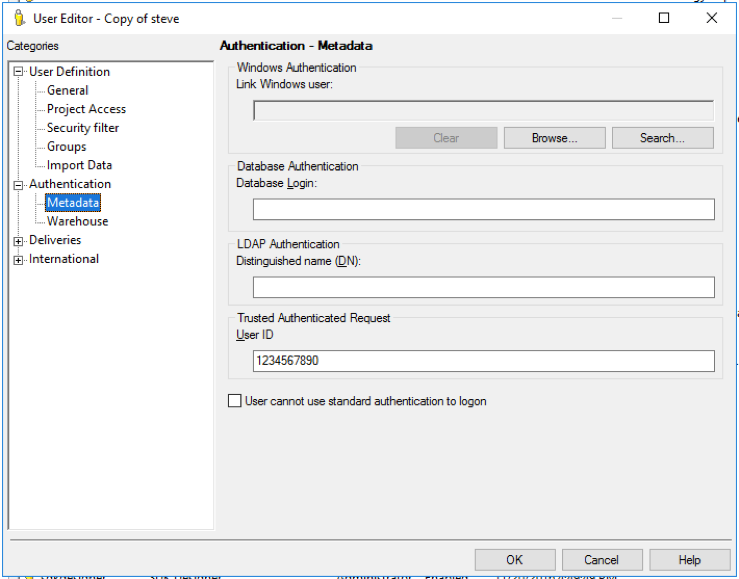 User Editor - Copy of steve
Categories
Authentication - Metadata
User Definition
General
Project Access
Security filter
Groups
Import Data
Authentication
Metadata
Warehouse
Deliveries
International
Windows Authentication
Link Windows user:
Clear
Browse...
Search...
Database Authentication
Database Login:
LDAP Authentication
Distinguished name (DN):
Trusted Authenticated Request
User ID
1234567890
User cannot use standard authentication to logon
OK
Cancel
Help